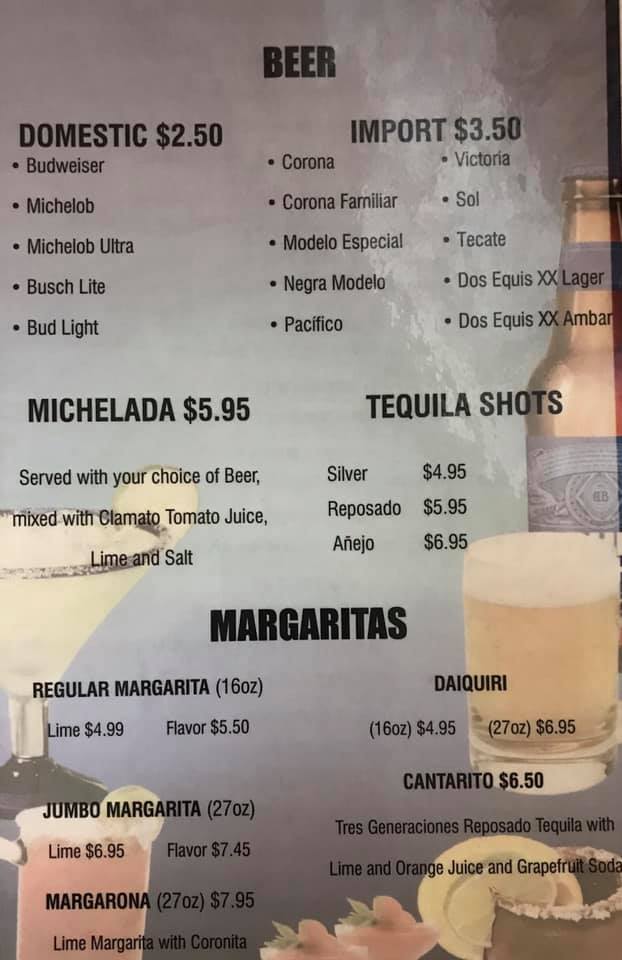 BEER
DOMESTIC $2.50
• Budweiser
• Michelob
• Michelob Ultra
• Busch Lite
• Bud Light
IMPORT $3.50
• Corona
• Corona Familiar
• Modelo Especial
• Negra Modelo
• Pacífico
• Victoria
• Sol
• Tecate
• Dos Equis XX Lager
• Dos Equis XX Ambar
MICHELADA $5.95
Served with your choice of Beer,
mixed with Clamato Tomato Juice,
Lime and Salt
TEQUILA SHOTS
Silver $4.95
Reposado $5.95
Añejo $6.95
MARGARITAS
REGULAR MARGARITA (16oz)
Lime $4.99 Flavor $5.50
JUMBO MARGARITA (27oz)
Lime $6.95 Flavor $7.45
MARGARONA (27oz) $7.95
Lime Margarita with Coronita
DAIQUIRI
(16oz) $4.95 (27oz) $6.95
CANTARITO $6.50
Tres Generaciones Reposado Tequila with
Lime and Orange Juice and Grapefruit Soda